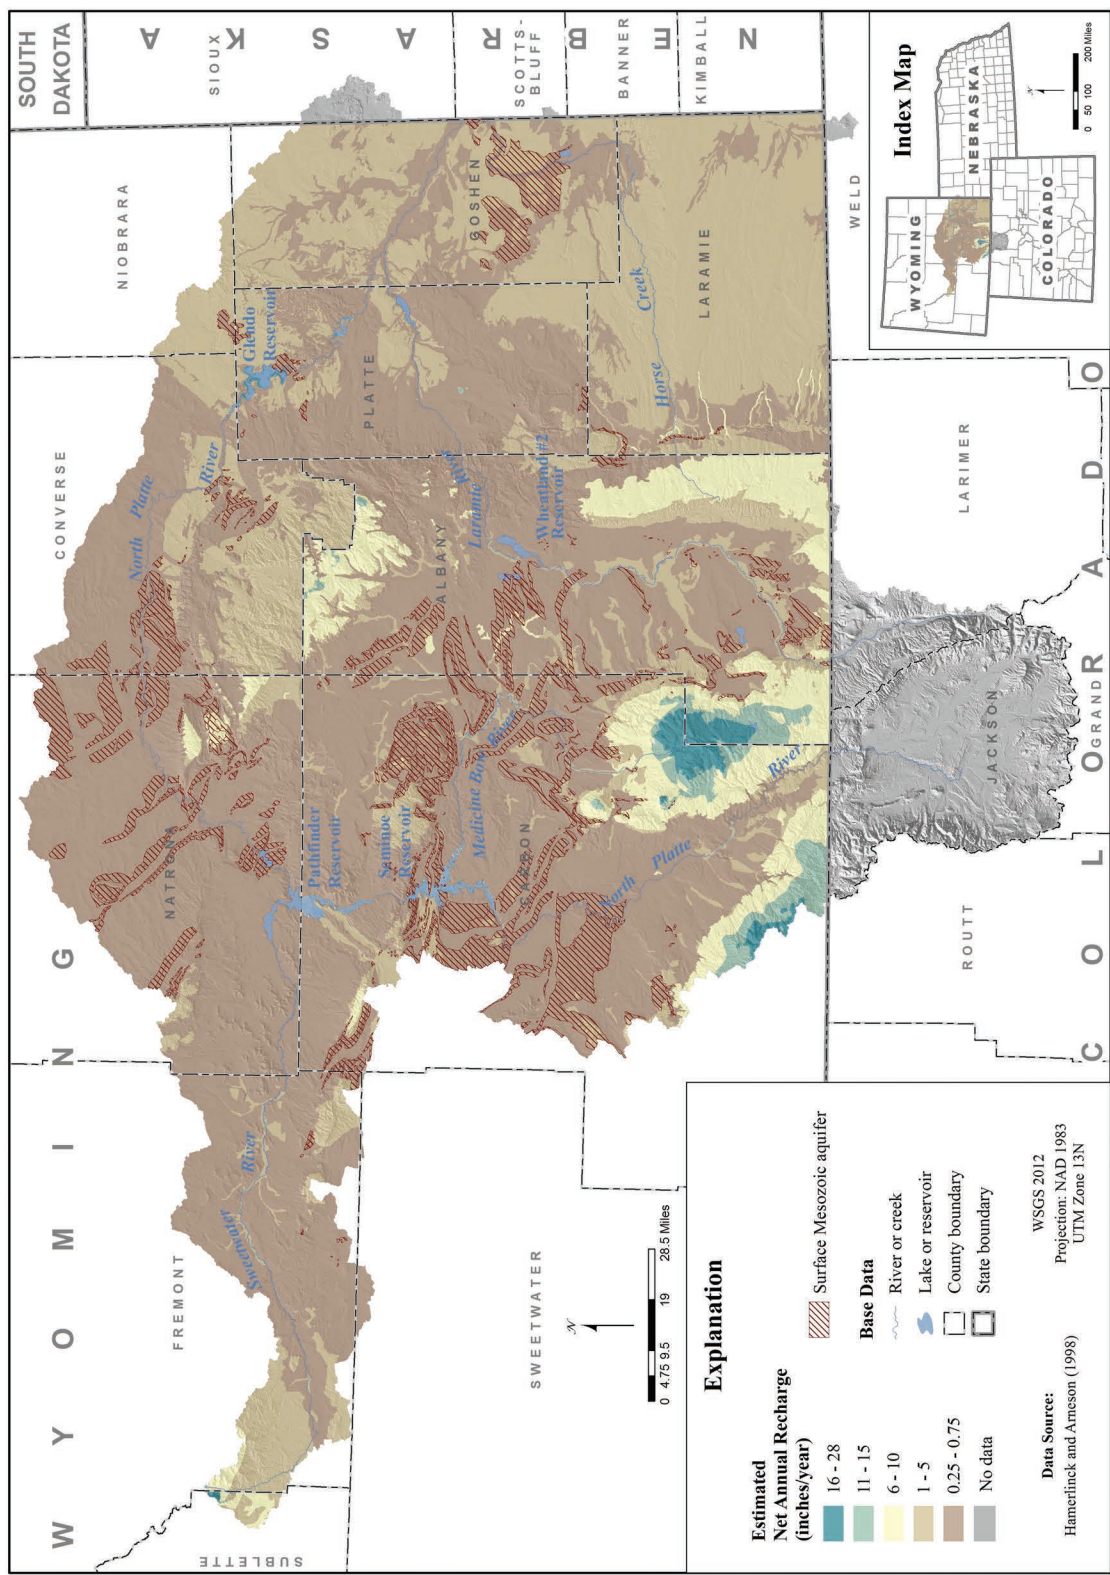 WYOMING
SOUTH
DAKOTA
NEBRASKA
COLORADO
SUBLETTE
FREMONT
SWEETWATER
NATRONA
CARBON
CONVERSE
ALBANY
NIOBRARA
PLATTE
GOSHEN
LARAMIE
SIOUX
SCOTTS-
BLUFF
BANNER
KIMBALL
WELD
LARIMER
JACKSON
GRAND
ROUTT
Sweetwater River
North Platte River
Pathfinder
Reservoir
Seminoe
Reservoir
Medicine Bow River
North Platte River
Glendo
Reservoir
Laramie River
Wheatland #2
Reservoir
Horse Creek
N
0 4.75 9.5 19 28.5 Miles
Explanation
Estimated
Net Annual Recharge
(inches/year)
16 - 28
11 - 15
6 - 10
1 - 5
0.25 - 0.75
No data
Surface Mesozoic aquifer
Base Data
River or creek
Lake or reservoir
County boundary
State boundary
Data Source:
Hamerlinck and Arneson (1998)
WSGS 2012
Projection: NAD 1983
UTM Zone 13N
Index Map
WYOMING
NEBRASKA
COLORADO
N
0 50 100 200 Miles